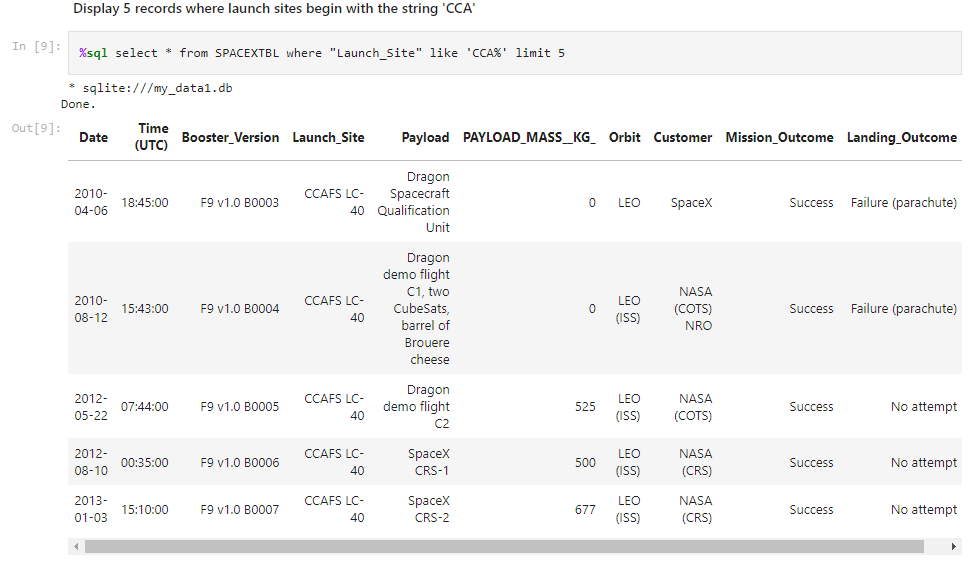 Display 5 records where launch sites begin with the string 'CCA'
In [9]: %sql select * from SPACEXTBL where "Launch_Site" like 'CCA%' limit 5
* sqlite:///my_data1.db
Done.
Out[9]:
Date Time (UTC) Booster_Version Launch_Site Payload PAYLOAD_MASS__KG_ Orbit Customer Mission_Outcome Landing_Outcome
2010-04-06 18:45:00 F9 v1.0 B0003 CCAFS LC-40 Dragon Spacecraft Qualification Unit 0 LEO SpaceX Success Failure (parachute)
2010-08-12 15:43:00 F9 v1.0 B0004 CCAFS LC-40 Dragon demo flight C1, two CubeSats, barrel of Brouere cheese 0 LEO (ISS) NASA (COTS) NRO Success Failure (parachute)
2012-05-22 07:44:00 F9 v1.0 B0005 CCAFS LC-40 Dragon demo flight C2 525 LEO (ISS) NASA (COTS) Success No attempt
2012-08-10 00:35:00 F9 v1.0 B0006 CCAFS LC-40 SpaceX CRS-1 500 LEO (ISS) NASA (CRS) Success No attempt
2013-01-03 15:10:00 F9 v1.0 B0007 CCAFS LC-40 SpaceX CRS-2 677 LEO (ISS) NASA (CRS) Success No attempt